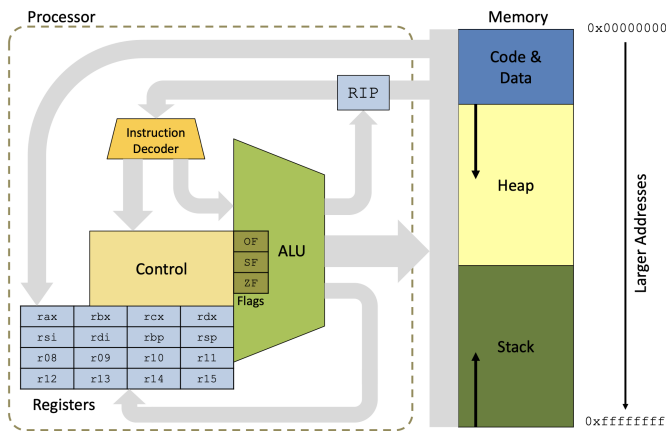 Processor
Memory
0x00000000
Code &
Data
RIP
Instruction
Decoder
Heap
Larger Addresses
OF
SF
ZF
ALU
Flags
Control
rax rbx rcx rdx
rsi rdi rbp rsp
r08 r09 r10 r11
r12 r13 r14 r15
Registers
Stack
0xffffffff